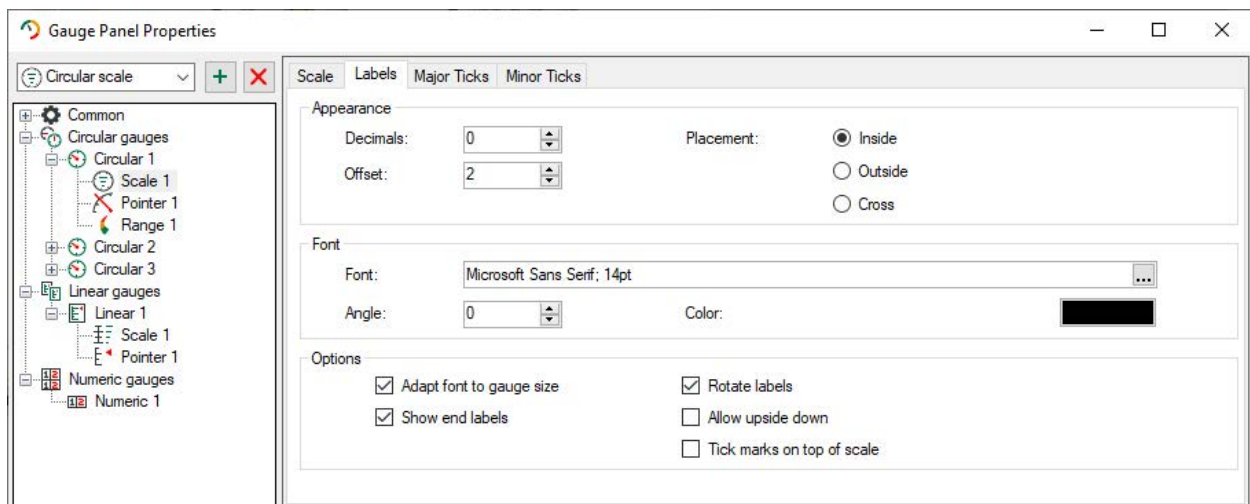 Gauge Panel Properties
Circular scale
Common
Circular gauges
Circular 1
Scale 1
Pointer 1
Range 1
Circular 2
Circular 3
Linear gauges
Linear 1
Scale 1
Pointer 1
Numeric gauges
Numeric 1
Scale Labels Major Ticks Minor Ticks
Appearance
Decimals: 0 Placement: Inside
Offset: 2 Outside
Cross
Font
Font: Microsoft Sans Serif; 14pt ...
Angle: 0 Color:
Options
Adapt font to gauge size Rotate labels
Show end labels Allow upside down
Tick marks on top of scale